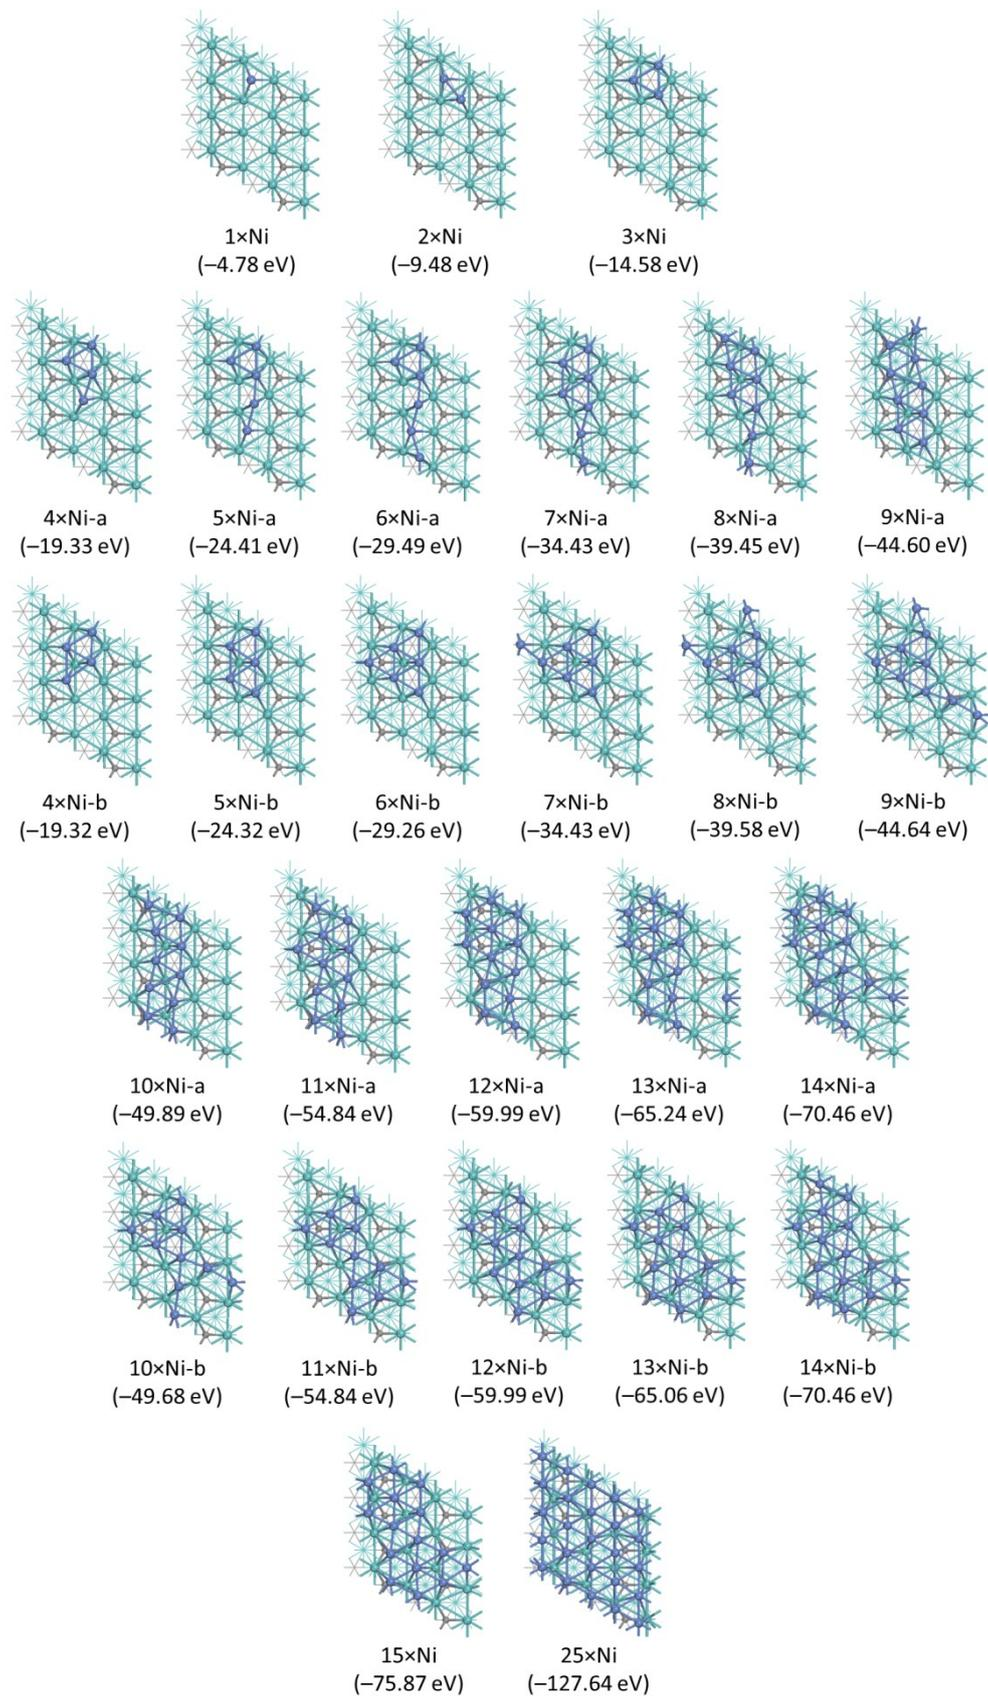 1×Ni 2×Ni 3×Ni
(–4.78 eV) (–9.48 eV) (–14.58 eV)
4×Ni-a 5×Ni-a 6×Ni-a 7×Ni-a 8×Ni-a 9×Ni-a
(–19.33 eV) (–24.41 eV) (–29.49 eV) (–34.43 eV) (–39.45 eV) (–44.60 eV)
4×Ni-b 5×Ni-b 6×Ni-b 7×Ni-b 8×Ni-b 9×Ni-b
(–19.32 eV) (–24.32 eV) (–29.26 eV) (–34.43 eV) (–39.58 eV) (–44.64 eV)
10×Ni-a 11×Ni-a 12×Ni-a 13×Ni-a 14×Ni-a
(–49.89 eV) (–54.84 eV) (–59.99 eV) (–65.24 eV) (–70.46 eV)
10×Ni-b 11×Ni-b 12×Ni-b 13×Ni-b 14×Ni-b
(–49.68 eV) (–54.84 eV) (–59.99 eV) (–65.06 eV) (–70.46 eV)
15×Ni 25×Ni
(–75.87 eV) (–127.64 eV)